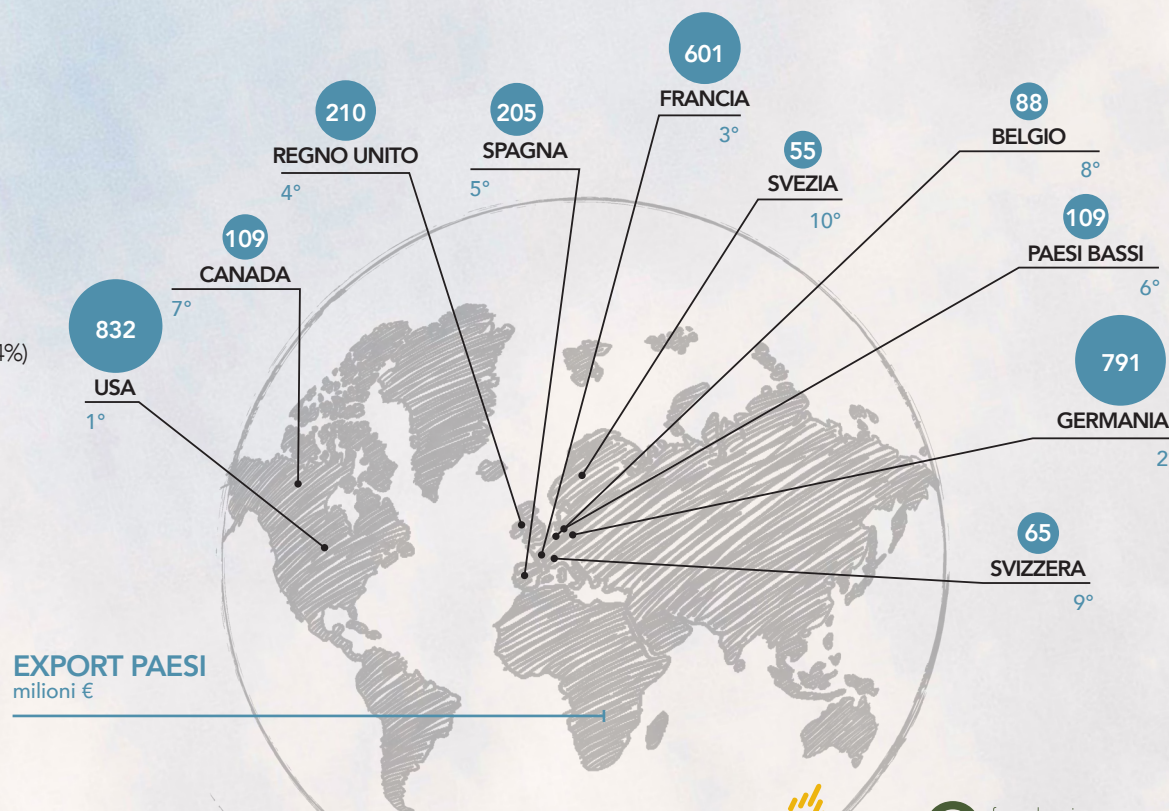 601
FRANCIA
3°
210
REGNO UNITO
4°
205
SPAGNA
5°
88
BELGIO
8°
55
SVEZIA
10°
109
CANADA
7°
109
PAESI BASSI
6°
832
USA
1°
4%)
791
GERMANIA
2
65
SVIZZERA
9°
EXPORT PAESI
milioni €